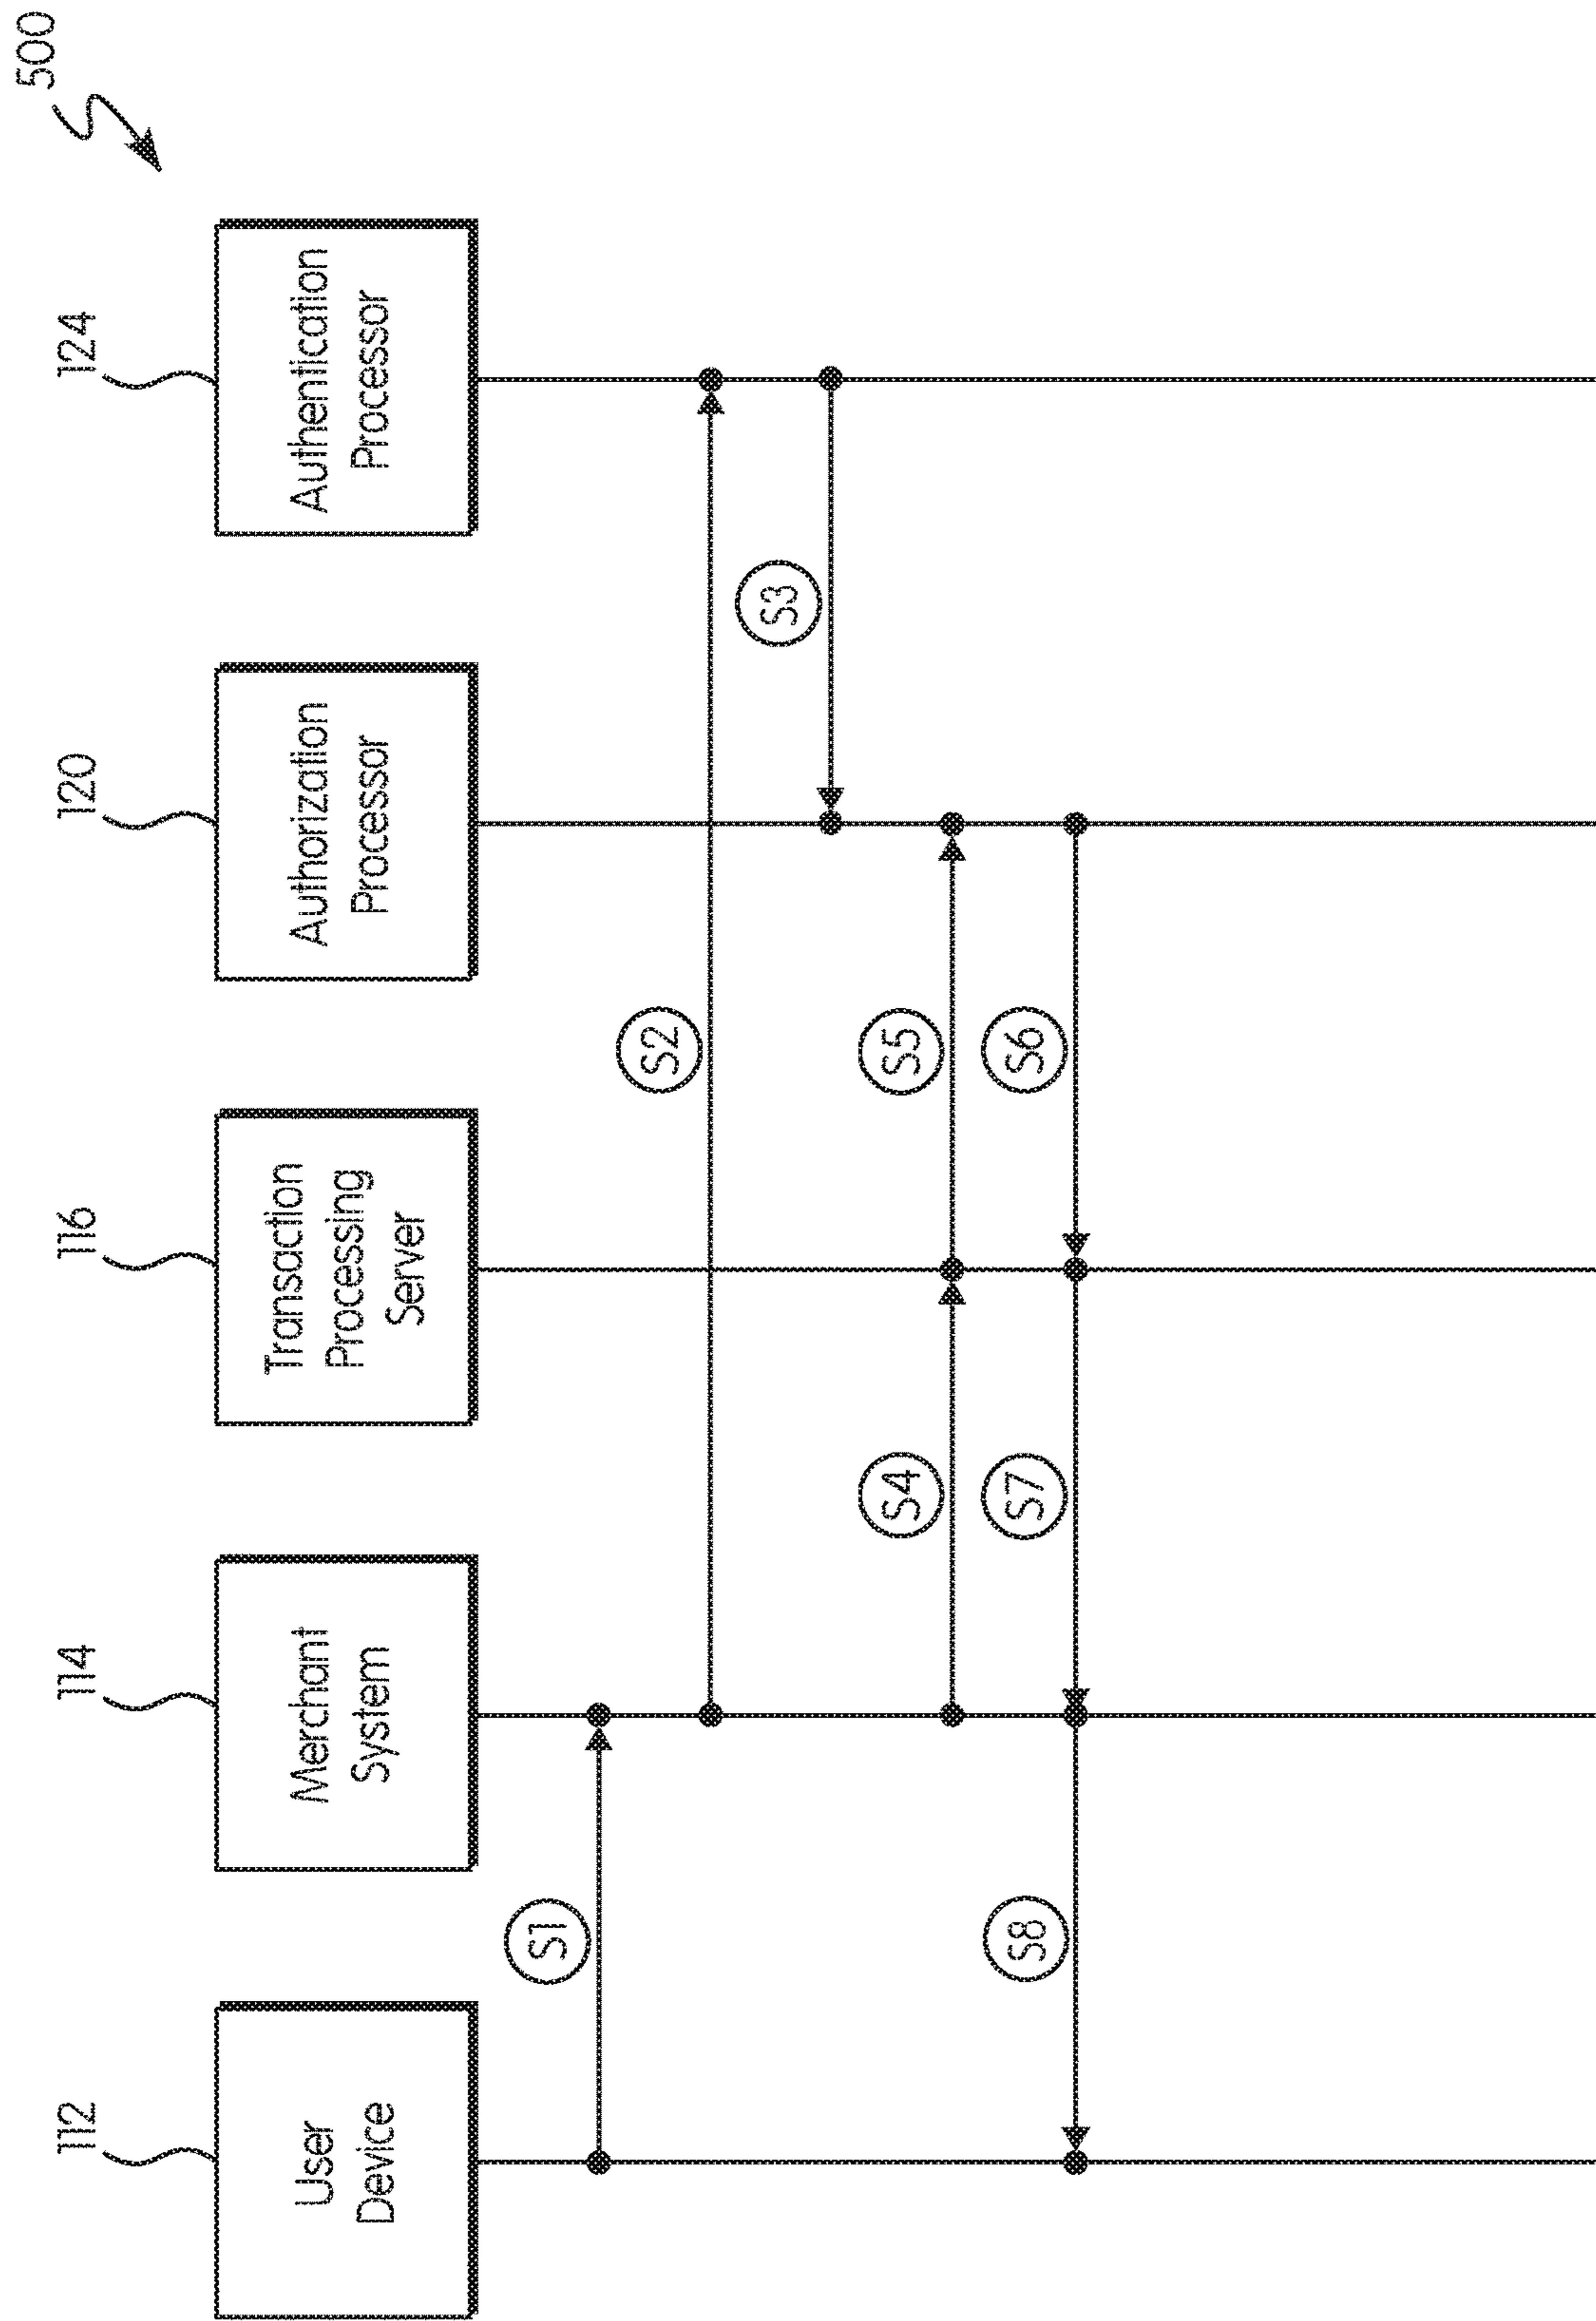 500
112
114
116
120
124
User
Device
Merchant
System
Transaction
Processing
Server
Authorization
Processor
Authentication
Processor
S1
S2
S3
S4
S5
S8
S7
S6